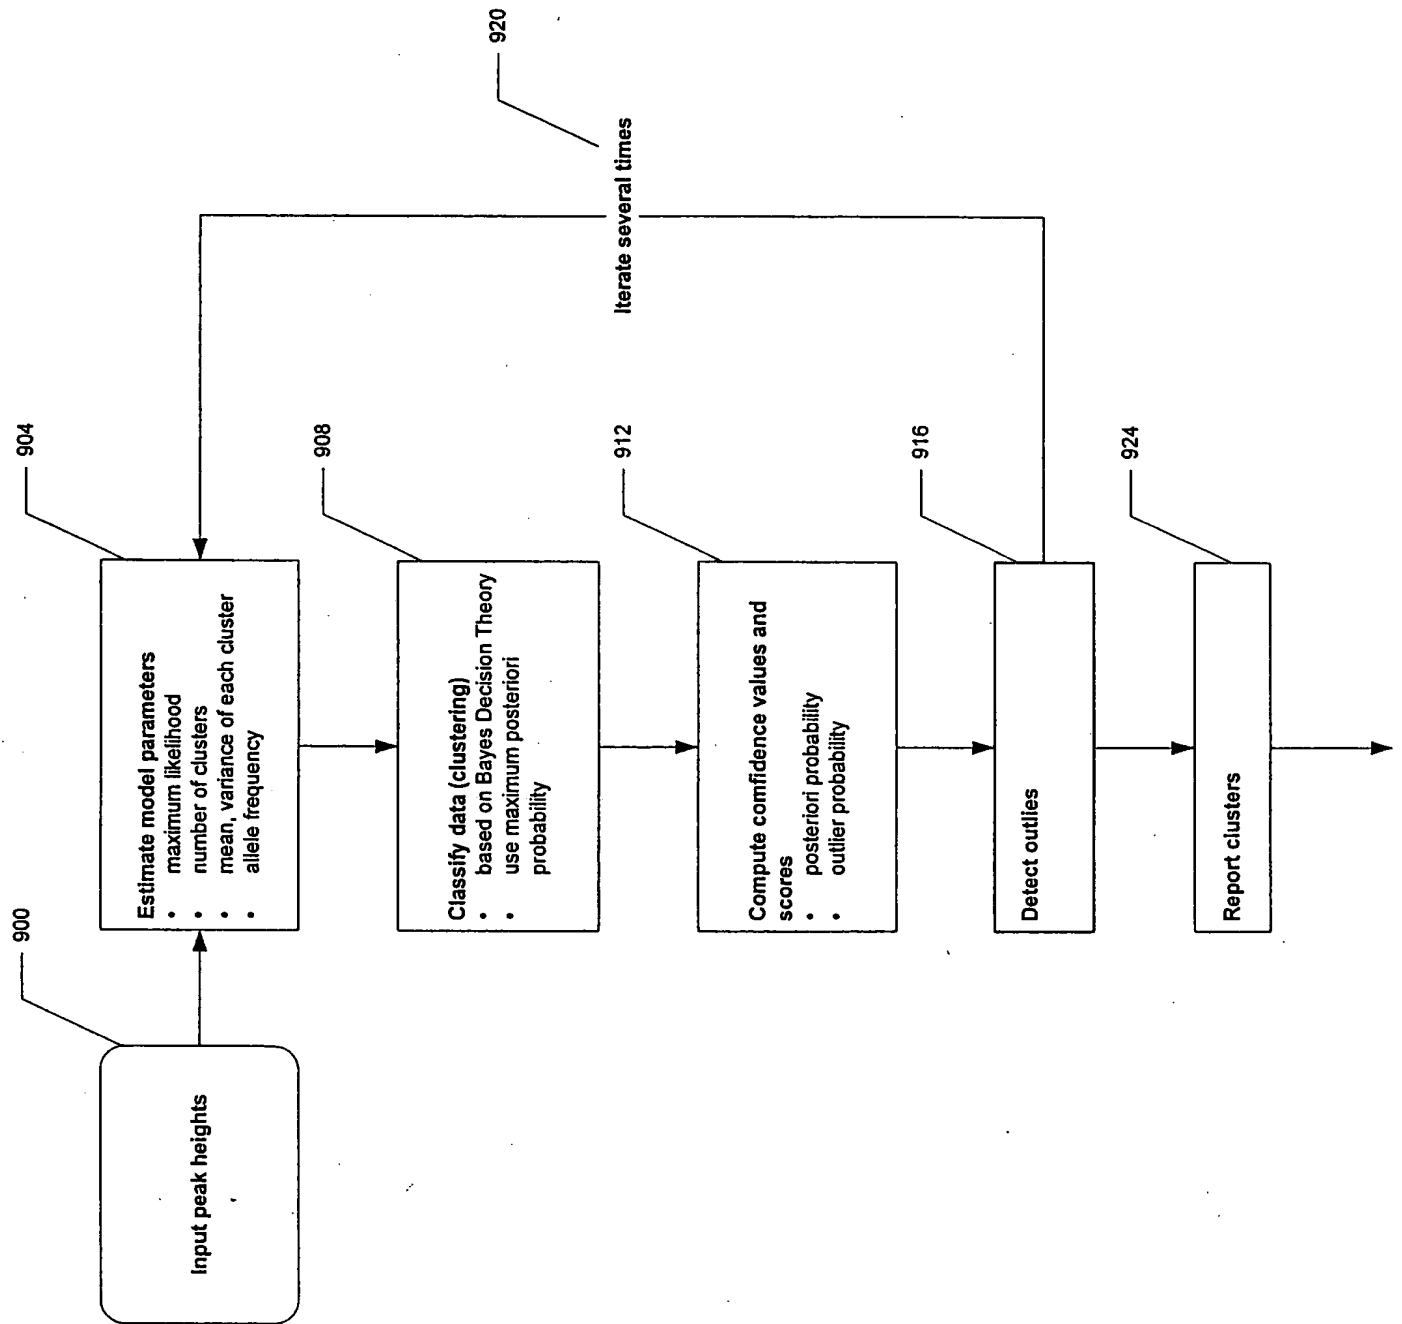 900
Input peak heights
904
Estimate model parameters
• maximum likelihood
• number of clusters
• mean, variance of each cluster
• allele frequency
908
Classify data (clustering)
• based on Bayes Decision Theory
• use maximum posteriori
probability
912
Compute comfidence values and
scores
• posteriori probability
• outlier probability
916
Detect outlies
920
Iterate several times
924
Report clusters